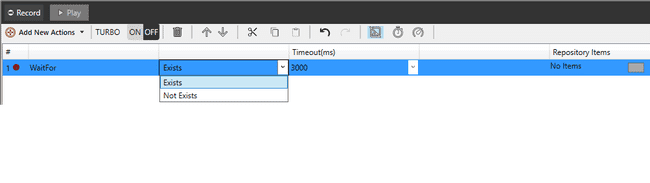 Record Play
Add New Actions TURBO ON OFF
# Timeout(ms) Repository Items
1 WaitFor Exists 3000 No Items
Exists
Not Exists